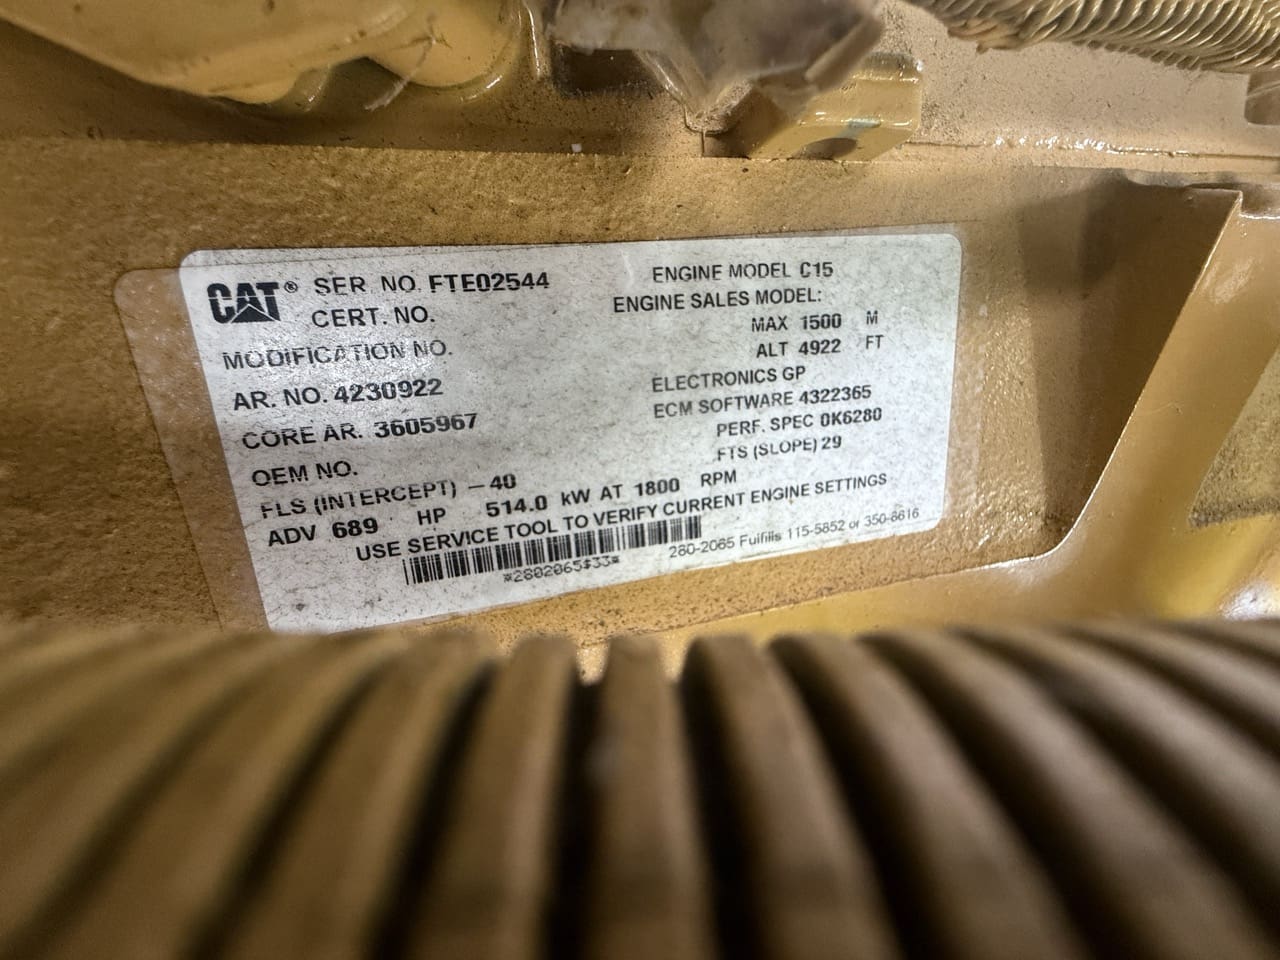 CAT® SER NO. FTE02544 ENGINE MODEL C15
CERT. NO. ENGINE SALES MODEL:
MODIFICATION NO. MAX 1500 M
ALT 4922 FT
AR. NO. 4230922 ELECTRONICS GP
CORE AR. 3605967 ECM SOFTWARE 4322365
OEM NO. PERF. SPEC 0K6280
FLS (INTERCEPT) -40 FTS (SLOPE) 29
ADV 689 HP 514.0 kW AT 1800 RPM
USE SERVICE TOOL TO VERIFY CURRENT ENGINE SETTINGS
*2802065$33*
280-2065 Fulfills 115-5852 or 350-6616